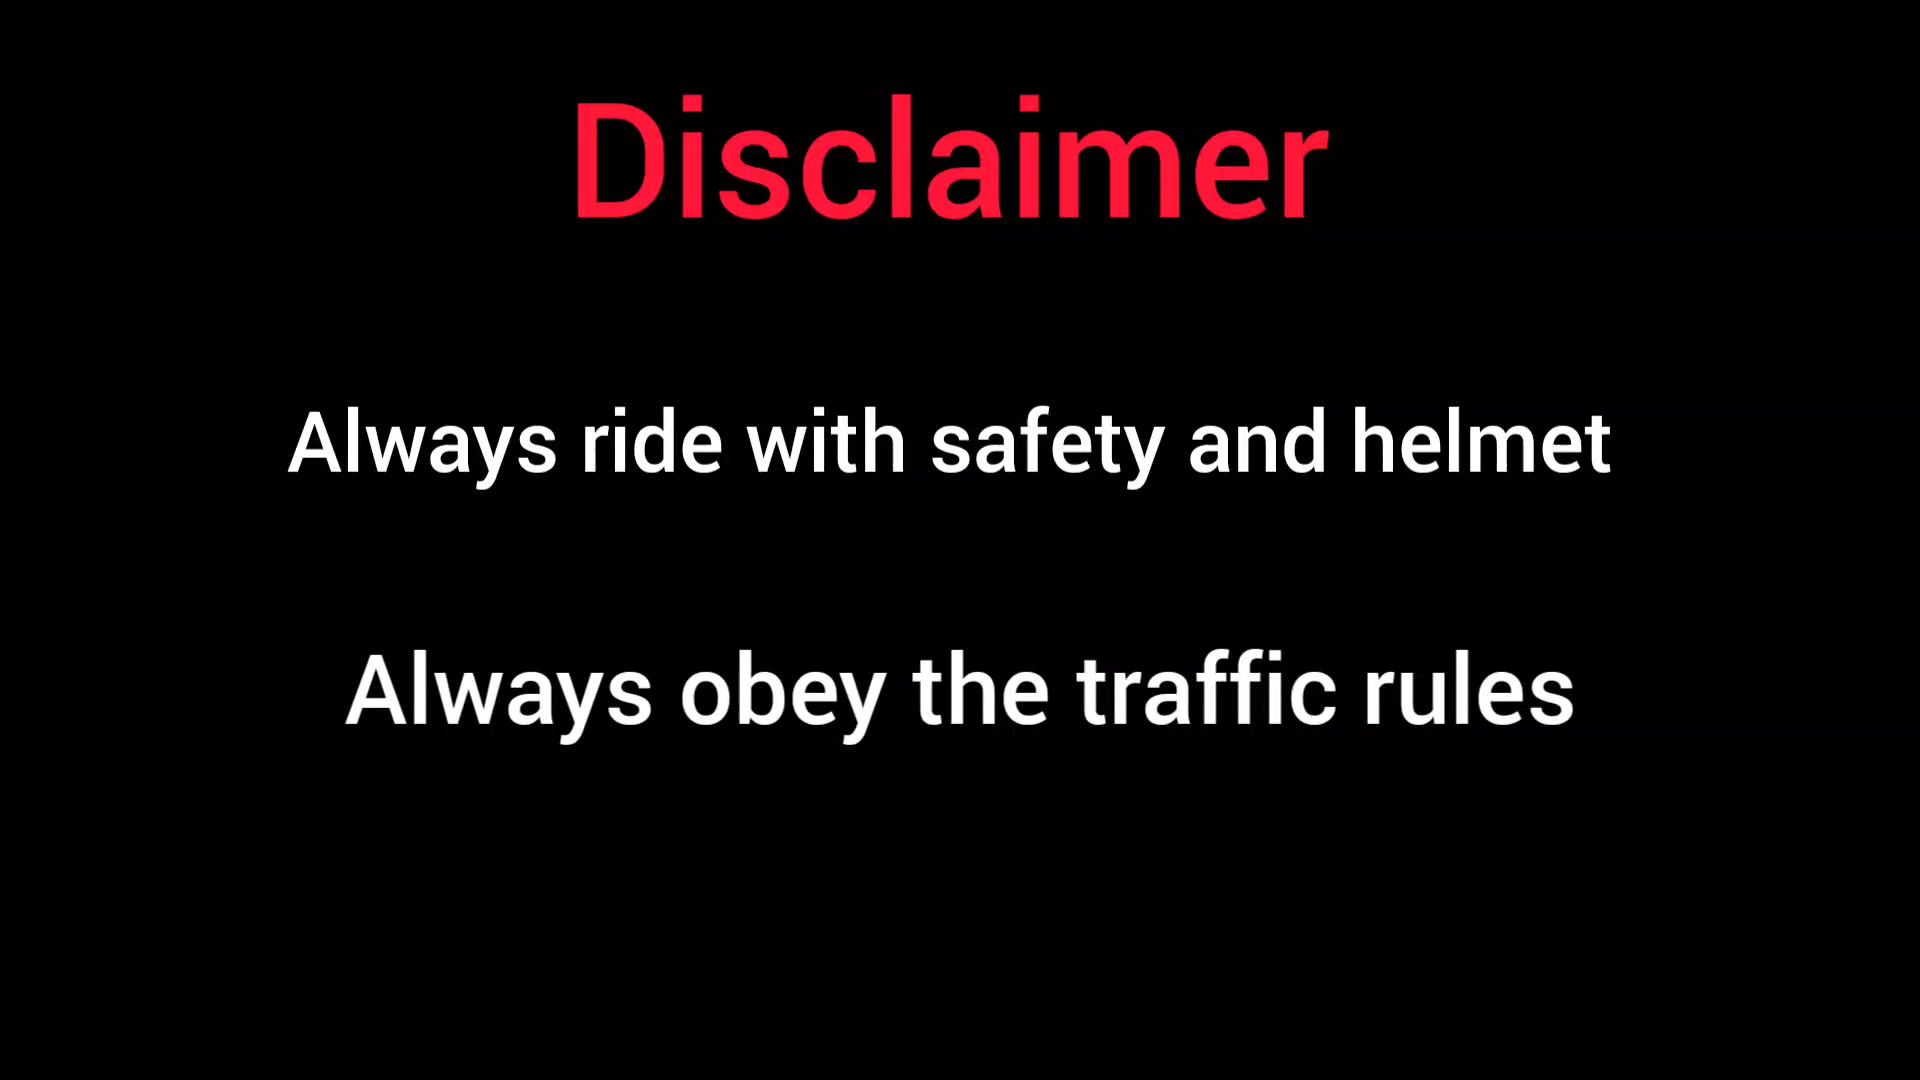 Disclaimer
Always ride with safety and helmet
Always obey the traffic rules